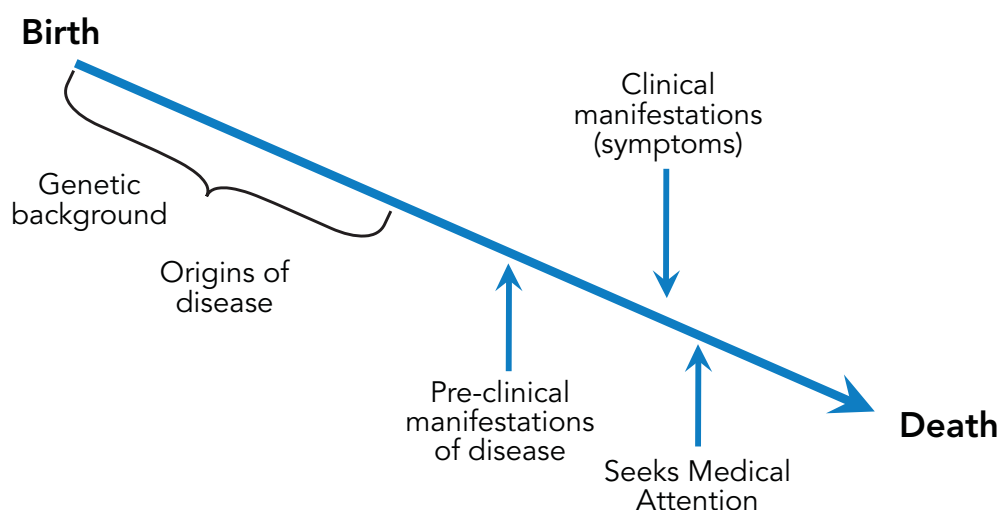 Birth
Clinical
manifestations
(symptoms)
Genetic
background
Origins of
disease
Pre-clinical
manifestations
of disease
Death
Seeks Medical
Attention